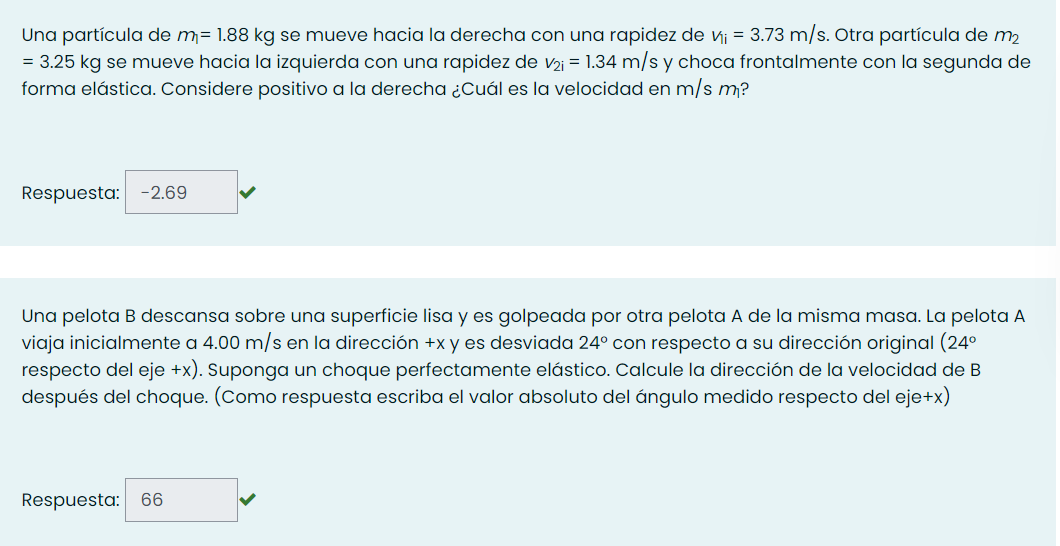 Una partícula de m₁= 1.88 kg se mueve hacia la derecha con una rapidez de v₁ᵢ = 3.73 m/s. Otra partícula de m₂
= 3.25 kg se mueve hacia la izquierda con una rapidez de v₂ᵢ = 1.34 m/s y choca frontalmente con la segunda de
forma elástica. Considere positivo a la derecha ¿Cuál es la velocidad en m/s m₁?
Respuesta: -2.69
Una pelota B descansa sobre una superficie lisa y es golpeada por otra pelota A de la misma masa. La pelota A
viaja inicialmente a 4.00 m/s en la dirección +x y es desviada 24° con respecto a su dirección original (24°
respecto del eje +x). Suponga un choque perfectamente elástico. Calcule la dirección de la velocidad de B
después del choque. (Como respuesta escriba el valor absoluto del ángulo medido respecto del eje+x)
Respuesta: 66